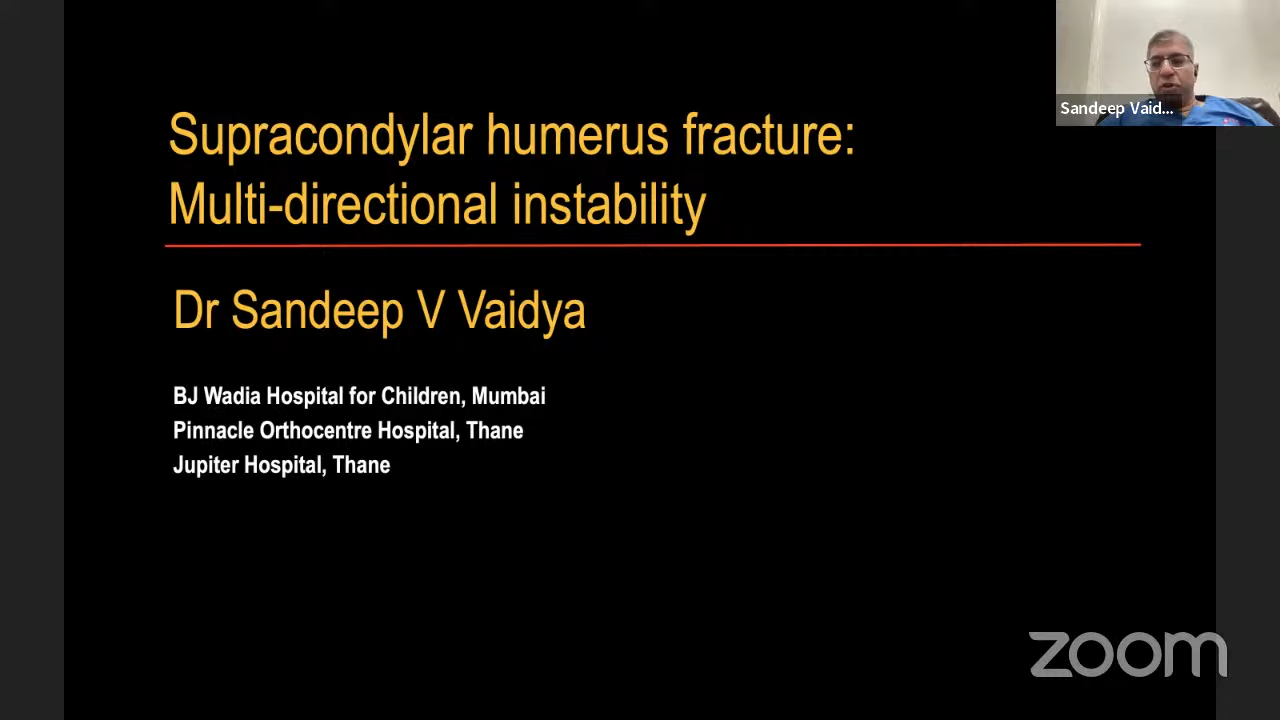 Supracondylar humerus fracture:
Multi-directional instability
Dr Sandeep V Vaidya
BJ Wadia Hospital for Children, Mumbai
Pinnacle Orthocentre Hospital, Thane
Jupiter Hospital, Thane
Sandeep Vaid...
zoom